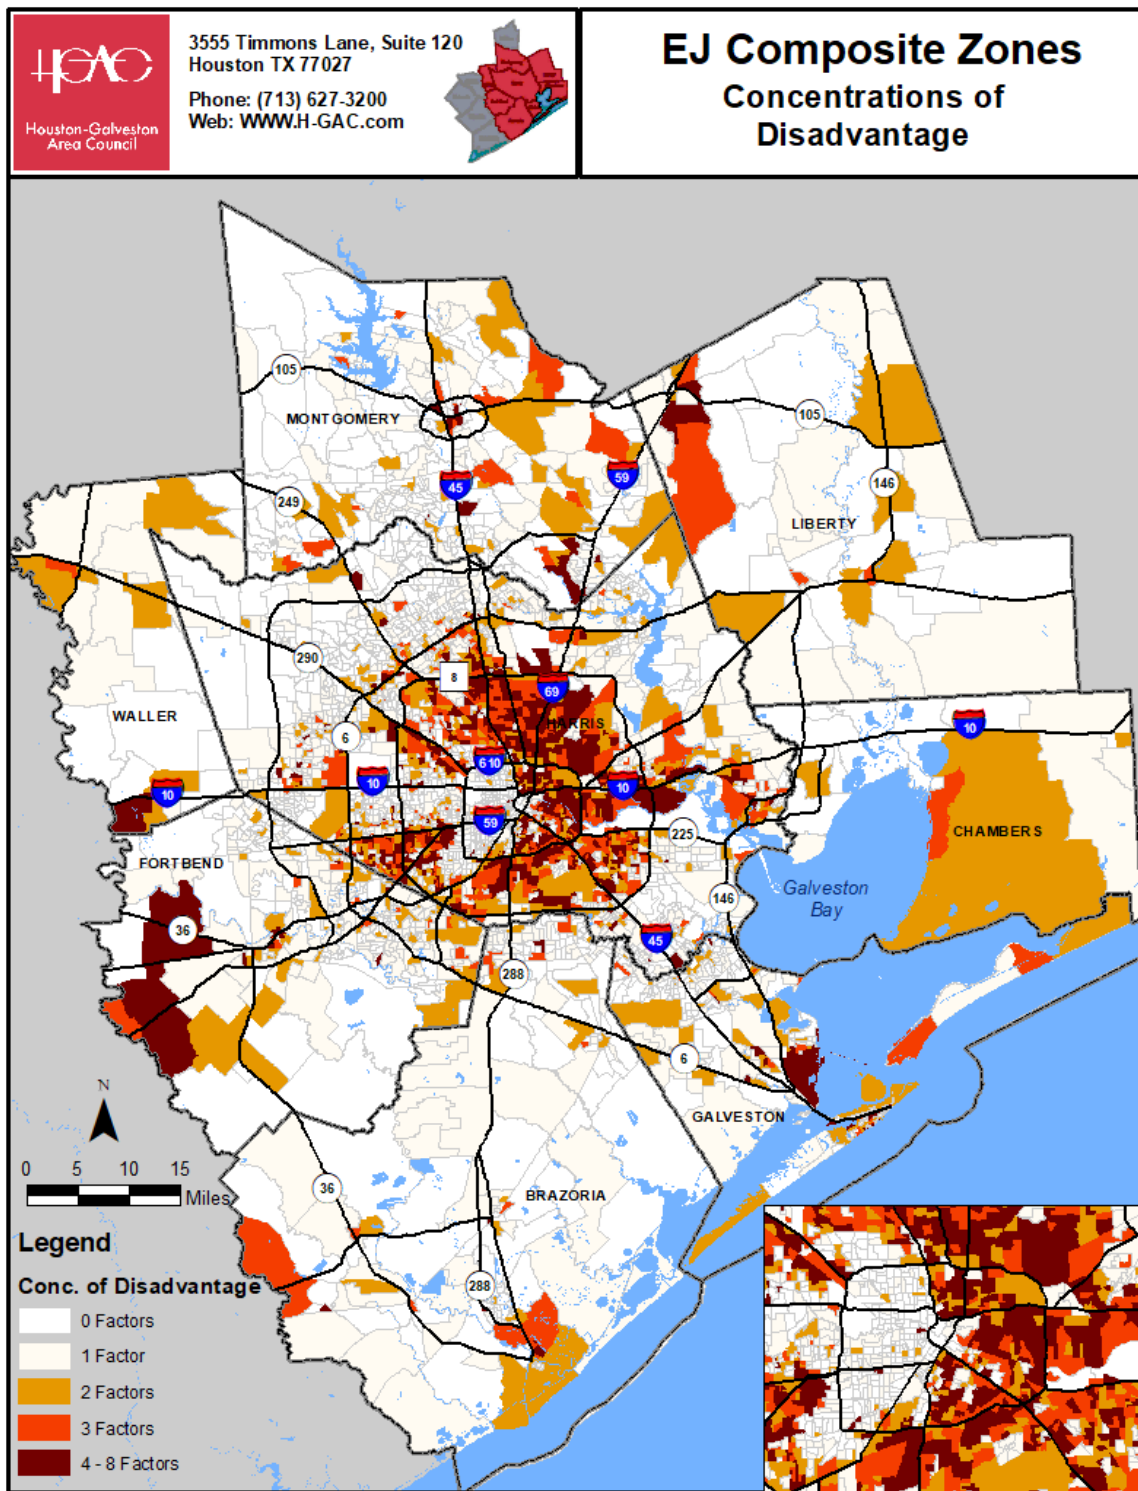 HGAC
Houston-Galveston
Area Council
3555 Timmons Lane, Suite 120
Houston TX 77027
Phone: (713) 627-3200
Web: WWW.H-GAC.com
EJ Composite Zones
Concentrations of
Disadvantage
105
MONTGOMERY
105
45
59
146
249
LIBERTY
290
8
69
WALLER
HARRIS
6
10
610
10
10
10
59
225
CHAMBERS
FORTBEND
146
Galveston
Bay
36
45
288
6
N
GALVESTON
0 5 10 15
Miles
36
BRAZORIA
288
Legend
Conc. of Disadvantage
0 Factors
1 Factor
2 Factors
3 Factors
4 - 8 Factors